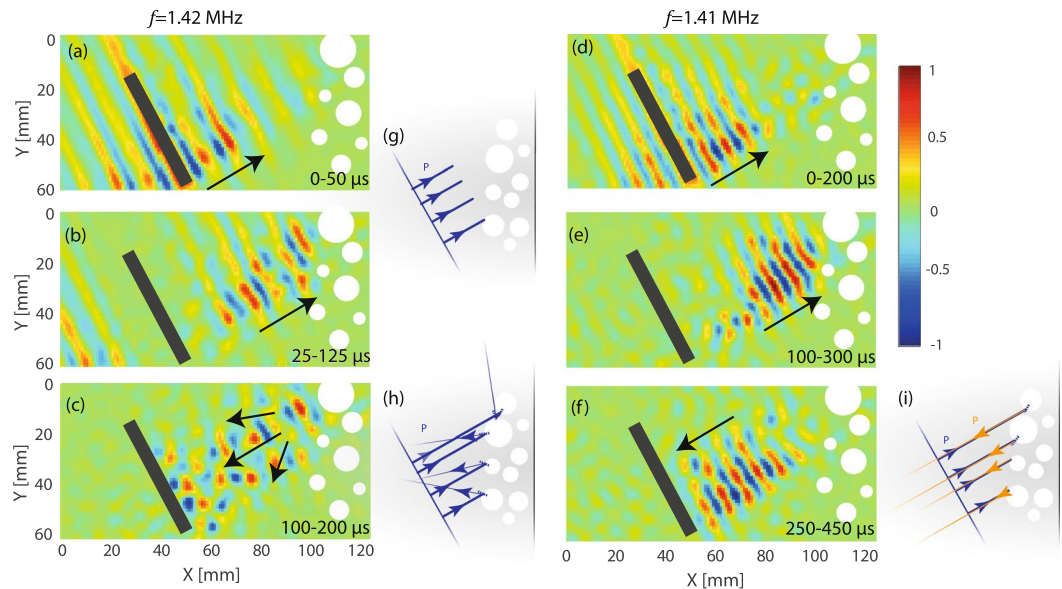 f=1.42 MHz
f=1.41 MHz
(a)
0
20
40
60
Y [mm]
0-50 µs
(d)
0-200 µs
1
0.5
0
-0.5
-1
(g)
P
(b)
0
20
40
60
Y [mm]
25-125 µs
(e)
100-300 µs
(c)
0
20
40
60
Y [mm]
100-200 µs
0 20 40 60 80 100 120
X [mm]
(h)
P
(f)
250-450 µs
0 20 40 60 80 100 120
X [mm]
(i)
P